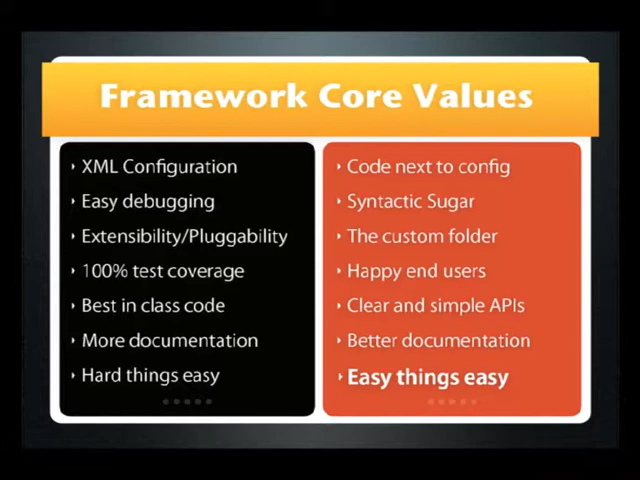 Framework Core Values
XML Configuration
Easy debugging
Extensibility/Pluggability
100% test coverage
Best in class code
More documentation
Hard things easy
Code next to config
Syntactic Sugar
The custom folder
Happy end users
Clear and simple APIs
Better documentation
Easy things easy